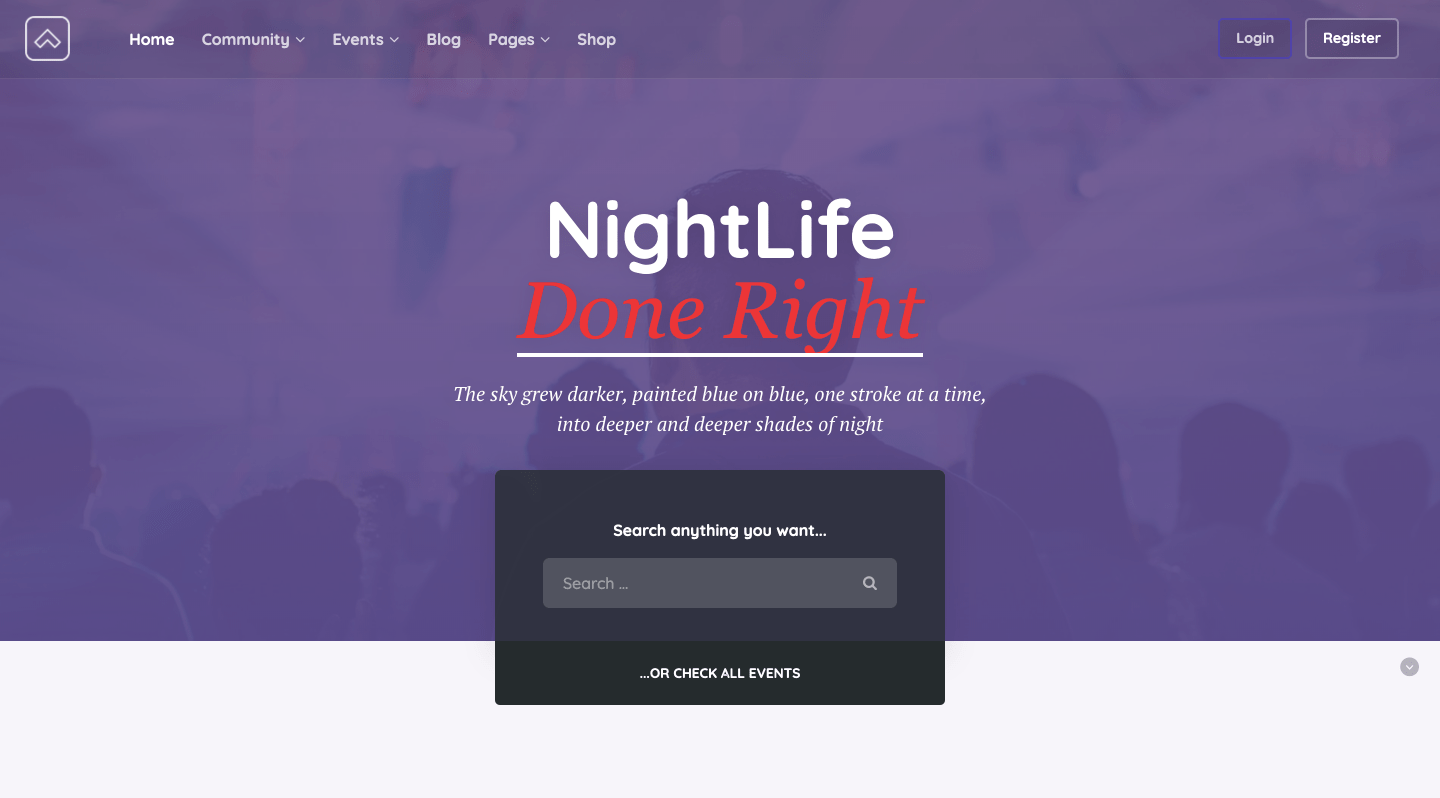 Home Community Events Blog Pages Shop Login Register
NightLife
Done Right
The sky grew darker, painted blue on blue, one stroke at a time,
into deeper and deeper shades of night
Search anything you want...
Search ...
...OR CHECK ALL EVENTS